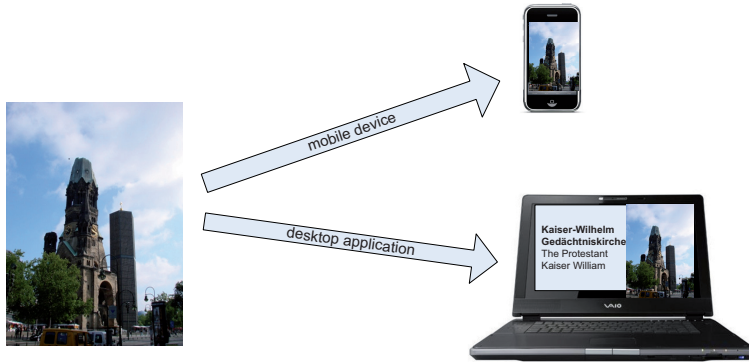 mobile device
desktop application
Kaiser-Wilhelm
Gedächtniskirche
The Protestant
Kaiser William
VAIO